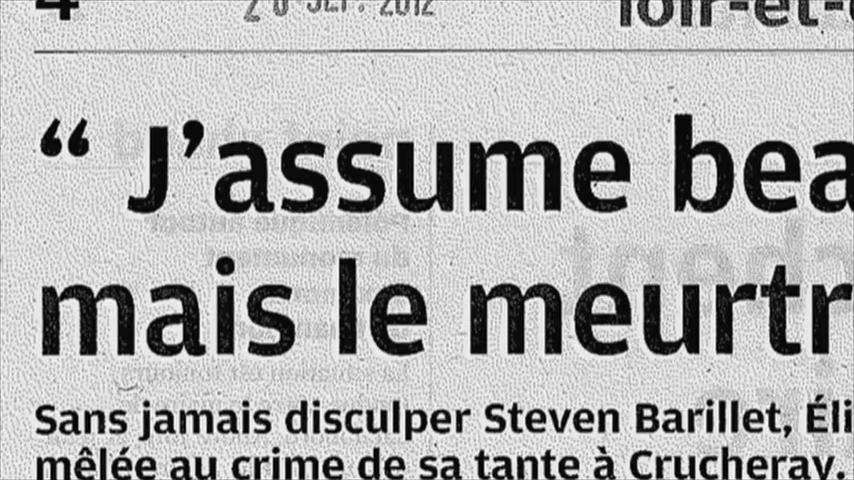 4 2 0 SEP. 2012 loir-et-
“ J’assume bea
mais le meurtr
Sans jamais disculper Steven Barillet, Éli
mêlée au crime de sa tante à Crucheray.